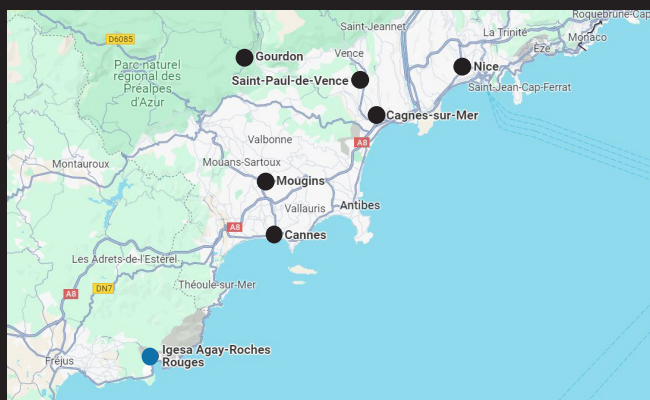 Roquebrune-Cap
Saint-Jeannet
La Trinité
Monaco
D6085
Èze
Vence
Gourdon
Parc naturel
régional des
Préalpes
d'Azur
Nice
Saint-Paul-de-Vence
Saint-Jean-Cap-Ferrat
Cagnes-sur-Mer
Valbonne
A8
Mouans-Sartoux
Montauroux
Mougins
Vallauris
Antibes
A8
Cannes
Les Adrets-de-l'Estérel
Théoule-sur-Mer
A8
DN7
Igesa Agay-Roches
Rouges
Fréjus